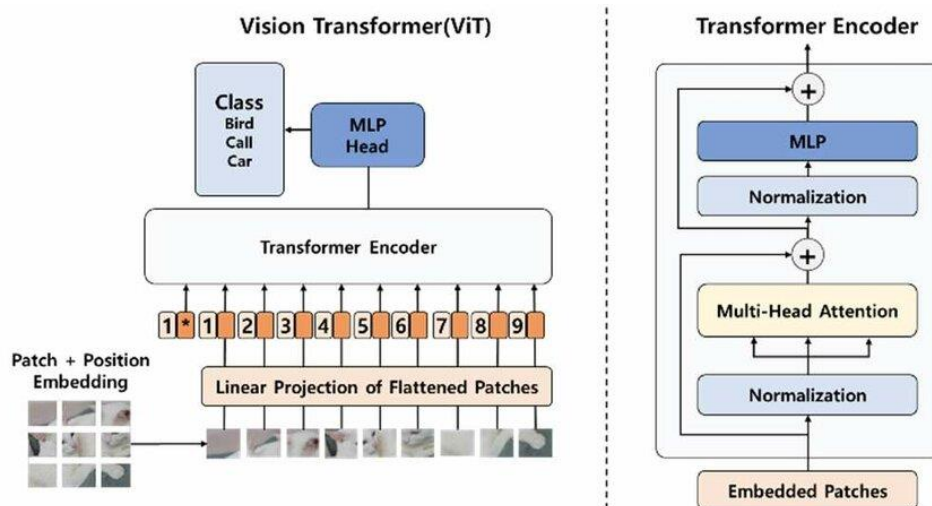 Vision Transformer(ViT)
Class
Bird
Call
Car
MLP
Head
Transformer Encoder
1 * 1 2 3 4 5 6 7 8 9
Patch + Position
Embedding
Linear Projection of Flattened Patches
Transformer Encoder
+
MLP
Normalization
+
Multi-Head Attention
Normalization
Embedded Patches